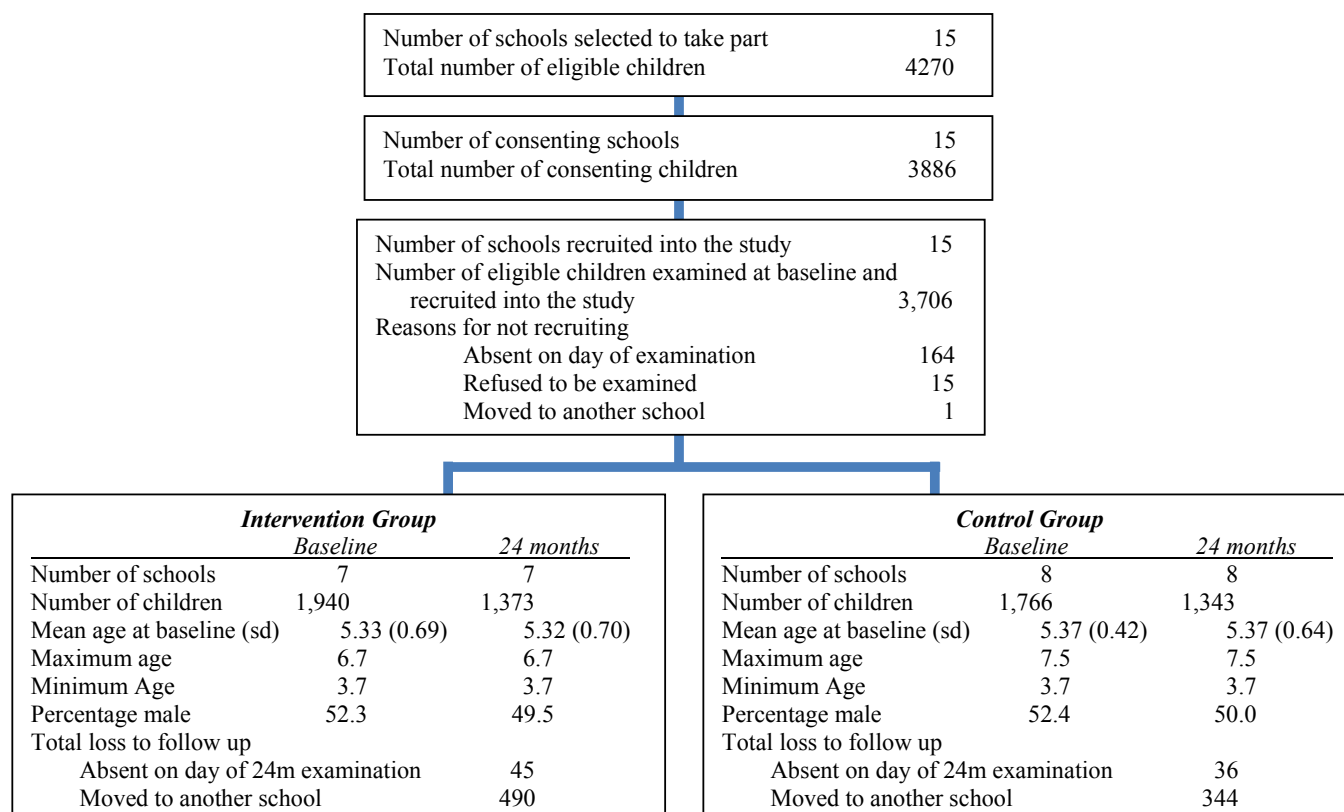 Number of schools selected to take part 15
Total number of eligible children 4270
Number of consenting schools 15
Total number of consenting children 3886
Number of schools recruited into the study 15
Number of eligible children examined at baseline and
recruited into the study 3,706
Reasons for not recruiting
Absent on day of examination 164
Refused to be examined 15
Moved to another school 1
Intervention Group
Baseline 24 months
Number of schools 7 7
Number of children 1,940 1,373
Mean age at baseline (sd) 5.33 (0.69) 5.32 (0.70)
Maximum age 6.7 6.7
Minimum Age 3.7 3.7
Percentage male 52.3 49.5
Total loss to follow up
Absent on day of 24m examination 45
Moved to another school 490
Control Group
Baseline 24 months
Number of schools 8 8
Number of children 1,766 1,343
Mean age at baseline (sd) 5.37 (0.42) 5.37 (0.64)
Maximum age 7.5 7.5
Minimum Age 3.7 3.7
Percentage male 52.4 50.0
Total loss to follow up
Absent on day of 24m examination 36
Moved to another school 344